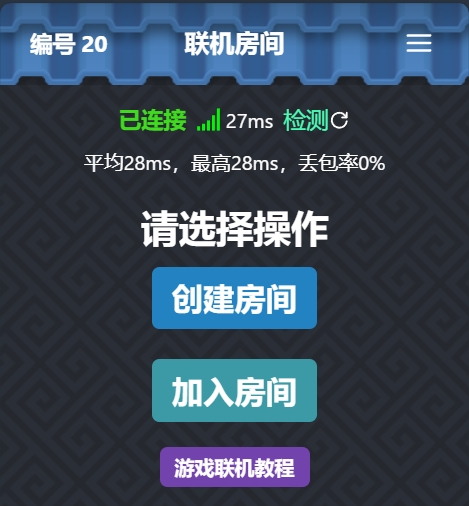 编号 20 联机房间
已连接 27ms 检测
平均28ms，最高28ms，丢包率0%
请选择操作
创建房间
加入房间
游戏联机教程